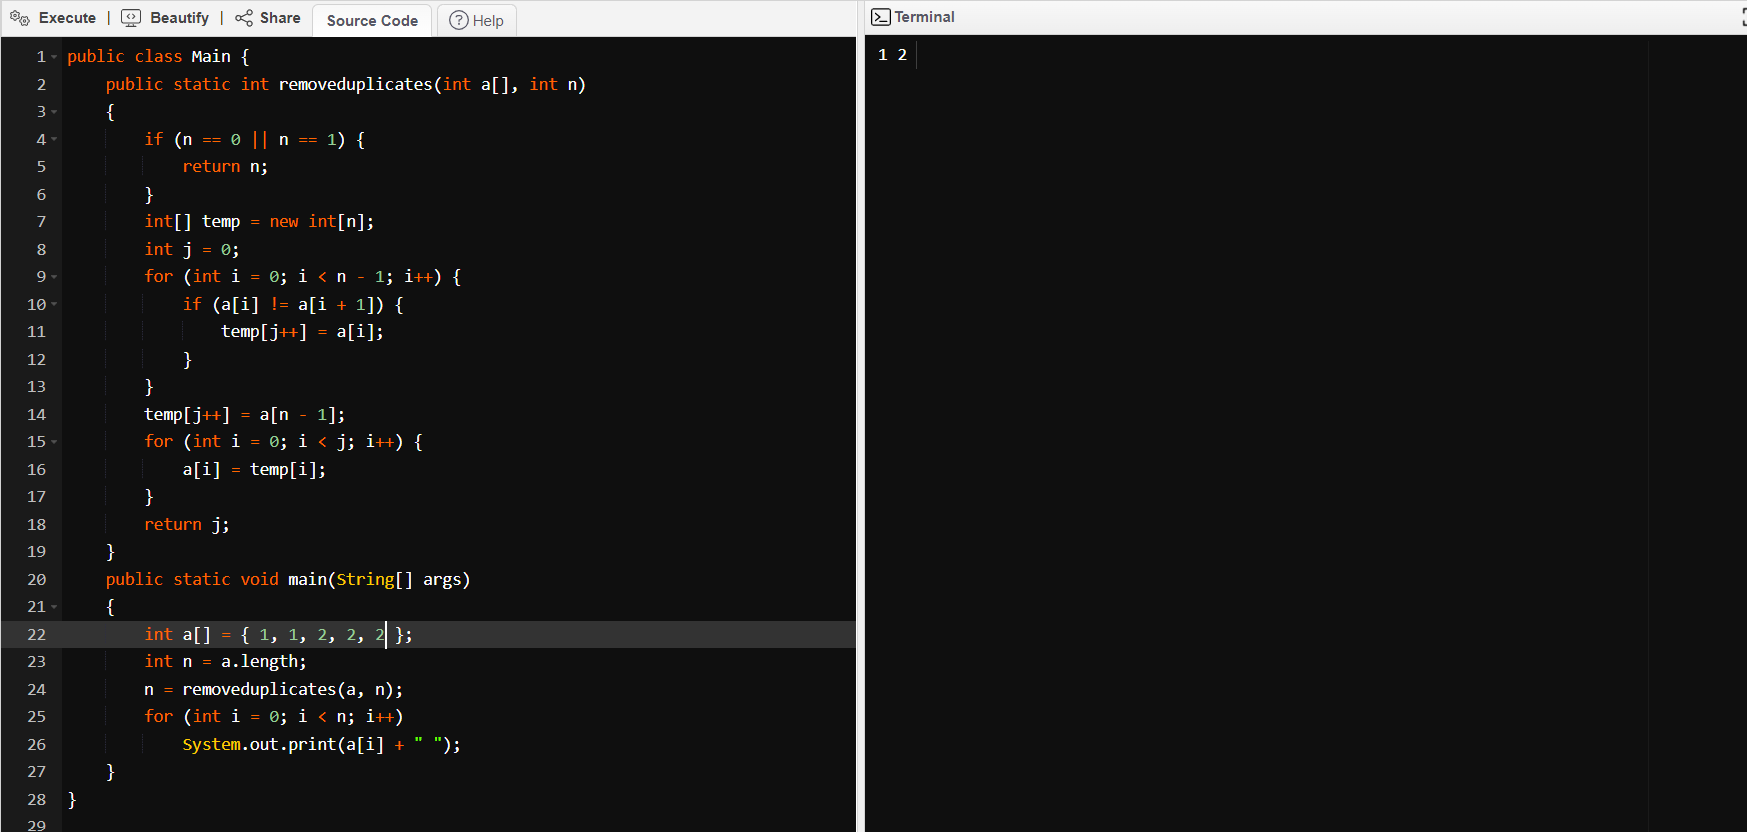 Execute | Beautify | Share Source Code Help
1 public class Main {
2 public static int removeduplicates(int a[], int n)
3 {
4 if (n == 0 || n == 1) {
5 return n;
6 }
7 int[] temp = new int[n];
8 int j = 0;
9 for (int i = 0; i < n - 1; i++) {
10 if (a[i] != a[i + 1]) {
11 temp[j++] = a[i];
12 }
13 }
14 temp[j++] = a[n - 1];
15 for (int i = 0; i < j; i++) {
16 a[i] = temp[i];
17 }
18 return j;
19 }
20 public static void main(String[] args)
21 {
22 int a[] = { 1, 1, 2, 2, 2 };
23 int n = a.length;
24 n = removeduplicates(a, n);
25 for (int i = 0; i < n; i++)
26 System.out.print(a[i] + " ");
27 }
28 }
29
Terminal
1 2